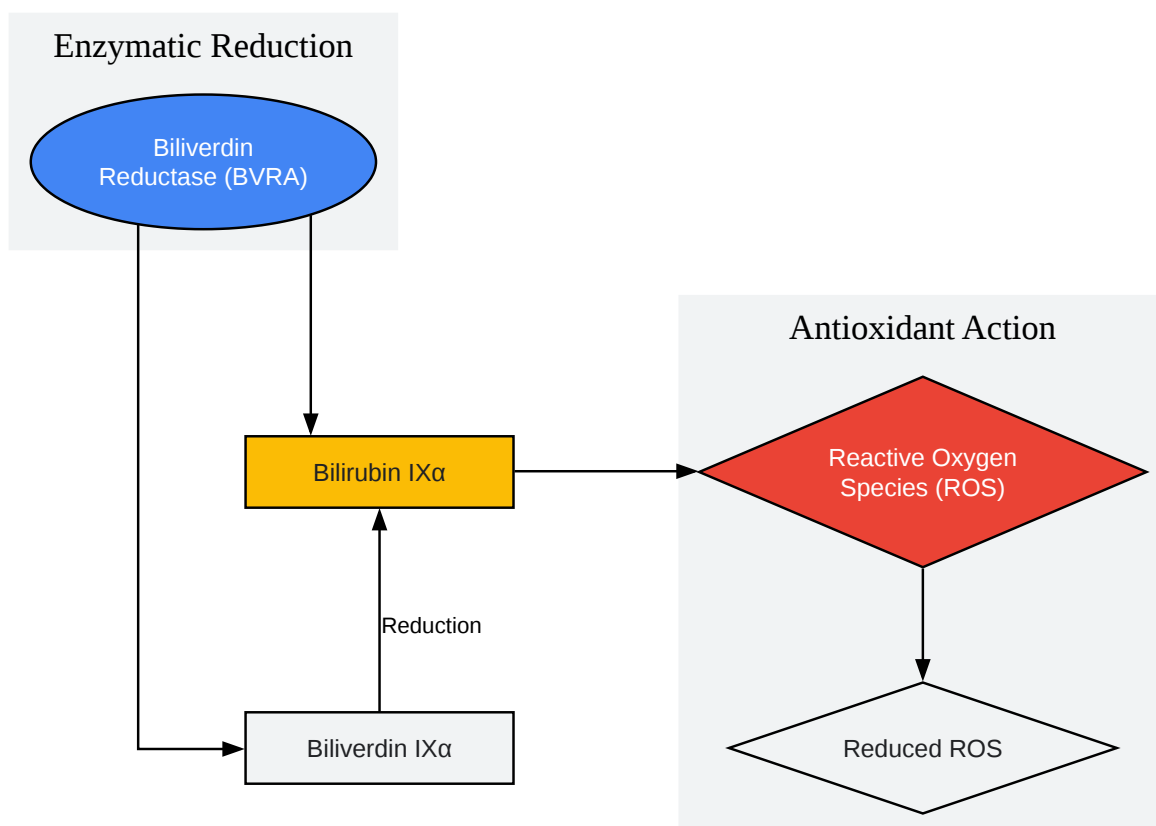 Enzymatic Reduction
Biliverdin
Reductase (BVRA)
Antioxidant Action
Bilirubin IXα
Reactive Oxygen
Species (ROS)
Reduction
Biliverdin IXα
Reduced ROS